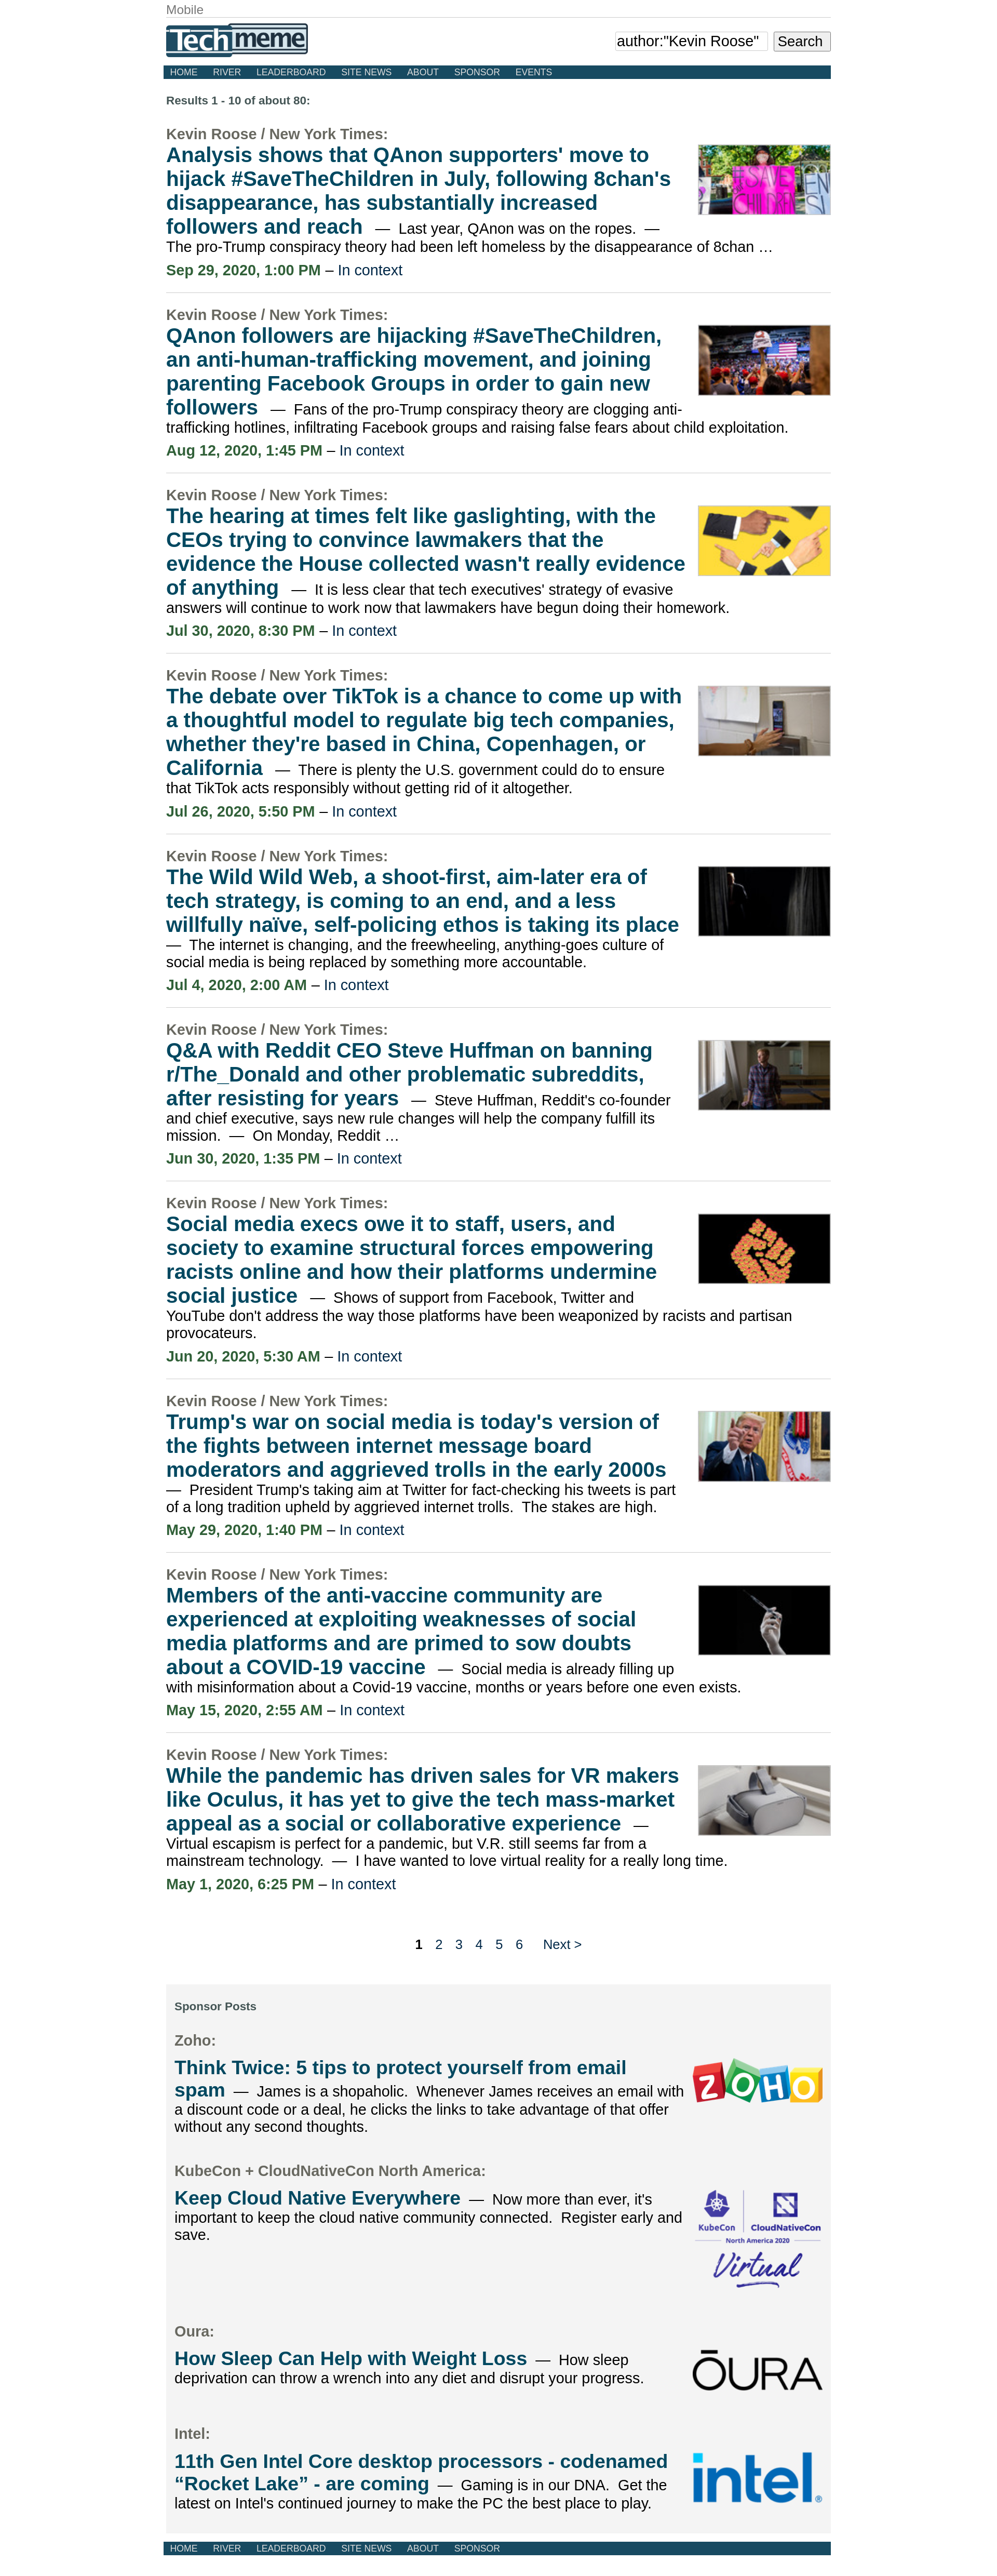 Mobile
Techmeme
author:"Kevin Roose"
Search
HOME RIVER LEADERBOARD SITE NEWS ABOUT SPONSOR EVENTS
Results 1 - 10 of about 80:
Kevin Roose / New York Times:
Analysis shows that QAnon supporters' move to
hijack #SaveTheChildren in July, following 8chan's
disappearance, has substantially increased
followers and reach — Last year, QAnon was on the ropes. —
The pro-Trump conspiracy theory had been left homeless by the disappearance of 8chan …
Sep 29, 2020, 1:00 PM – In context
Kevin Roose / New York Times:
QAnon followers are hijacking #SaveTheChildren,
an anti-human-trafficking movement, and joining
parenting Facebook Groups in order to gain new
followers — Fans of the pro-Trump conspiracy theory are clogging anti-
trafficking hotlines, infiltrating Facebook groups and raising false fears about child exploitation.
Aug 12, 2020, 1:45 PM – In context
Kevin Roose / New York Times:
The hearing at times felt like gaslighting, with the
CEOs trying to convince lawmakers that the
evidence the House collected wasn't really evidence
of anything — It is less clear that tech executives' strategy of evasive
answers will continue to work now that lawmakers have begun doing their homework.
Jul 30, 2020, 8:30 PM – In context
Kevin Roose / New York Times:
The debate over TikTok is a chance to come up with
a thoughtful model to regulate big tech companies,
whether they're based in China, Copenhagen, or
California — There is plenty the U.S. government could do to ensure
that TikTok acts responsibly without getting rid of it altogether.
Jul 26, 2020, 5:50 PM – In context
Kevin Roose / New York Times:
The Wild Wild Web, a shoot-first, aim-later era of
tech strategy, is coming to an end, and a less
willfully naïve, self-policing ethos is taking its place
— The internet is changing, and the freewheeling, anything-goes culture of
social media is being replaced by something more accountable.
Jul 4, 2020, 2:00 AM – In context
Kevin Roose / New York Times:
Q&A with Reddit CEO Steve Huffman on banning
r/The_Donald and other problematic subreddits,
after resisting for years — Steve Huffman, Reddit's co-founder
and chief executive, says new rule changes will help the company fulfill its
mission. — On Monday, Reddit …
Jun 30, 2020, 1:35 PM – In context
Kevin Roose / New York Times:
Social media execs owe it to staff, users, and
society to examine structural forces empowering
racists online and how their platforms undermine
social justice — Shows of support from Facebook, Twitter and
YouTube don't address the way those platforms have been weaponized by racists and partisan
provocateurs.
Jun 20, 2020, 5:30 AM – In context
Kevin Roose / New York Times:
Trump's war on social media is today's version of
the fights between internet message board
moderators and aggrieved trolls in the early 2000s
— President Trump's taking aim at Twitter for fact-checking his tweets is part
of a long tradition upheld by aggrieved internet trolls. The stakes are high.
May 29, 2020, 1:40 PM – In context
Kevin Roose / New York Times:
Members of the anti-vaccine community are
experienced at exploiting weaknesses of social
media platforms and are primed to sow doubts
about a COVID-19 vaccine — Social media is already filling up
with misinformation about a Covid-19 vaccine, months or years before one even exists.
May 15, 2020, 2:55 AM – In context
Kevin Roose / New York Times:
While the pandemic has driven sales for VR makers
like Oculus, it has yet to give the tech mass-market
appeal as a social or collaborative experience —
Virtual escapism is perfect for a pandemic, but V.R. still seems far from a
mainstream technology. — I have wanted to love virtual reality for a really long time.
May 1, 2020, 6:25 PM – In context
1 2 3 4 5 6 Next >
Sponsor Posts
Zoho:
Think Twice: 5 tips to protect yourself from email
spam — James is a shopaholic. Whenever James receives an email with
a discount code or a deal, he clicks the links to take advantage of that offer
without any second thoughts.
ZOHO
KubeCon + CloudNativeCon North America:
Keep Cloud Native Everywhere — Now more than ever, it's
important to keep the cloud native community connected. Register early and
save.
KubeCon CloudNativeCon
North America 2020
Virtual
Oura:
How Sleep Can Help with Weight Loss — How sleep
deprivation can throw a wrench into any diet and disrupt your progress.
ŌURA
Intel:
11th Gen Intel Core desktop processors - codenamed
“Rocket Lake” - are coming — Gaming is in our DNA. Get the
latest on Intel's continued journey to make the PC the best place to play.
intel®
HOME RIVER LEADERBOARD SITE NEWS ABOUT SPONSOR